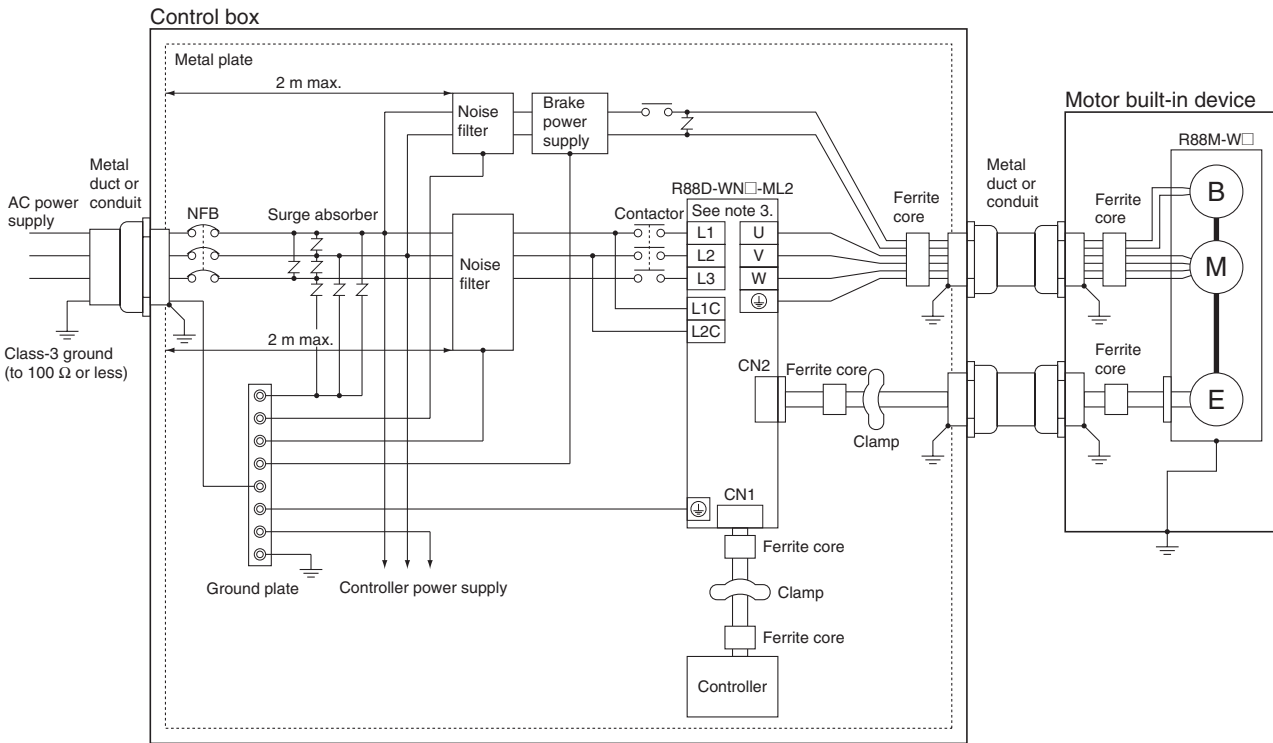 Control box
Metal plate
2 m max.
Noise
filter
Brake
power
supply
Motor built-in device
R88M-W□
Metal
duct or
conduit
AC power
supply
NFB
Surge absorber
Contactor
R88D-WN□-ML2
See note 3.
L1
L2
L3
L1C
L2C
U
V
W
Ferrite
core
Metal
duct or
conduit
Ferrite
core
B
M
E
Noise
filter
2 m max.
Class-3 ground
(to 100 Ω or less)
CN2
Ferrite core
Clamp
Ferrite
core
CN1
Ferrite core
Clamp
Ferrite core
Controller
Ground plate
Controller power supply